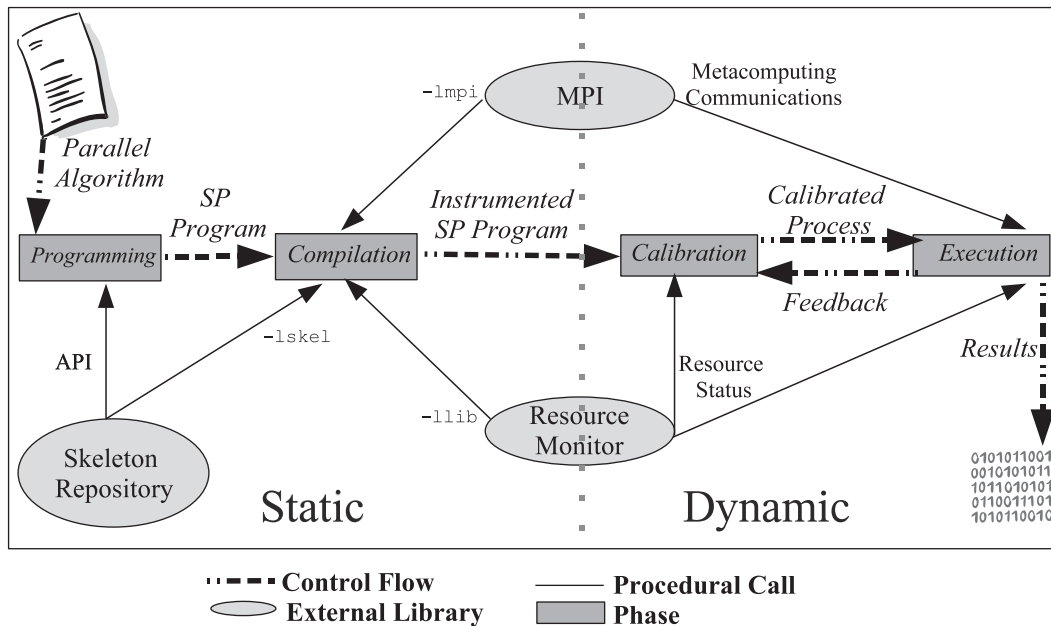 Metacomputing
Communications
-lmpi
MPI
Parallel
Algorithm
SP
Program
Instrumented
SP Program
Calibrated
Process
Programming
Compilation
Calibration
Execution
Feedback
-lskel
Results
API
Resource
Status
-llib
Resource
Monitor
Skeleton
Repository
0101011001
0010101011
1011010101
0110011101
1010110010
Static
Dynamic
Control Flow
Procedural Call
External Library
Phase